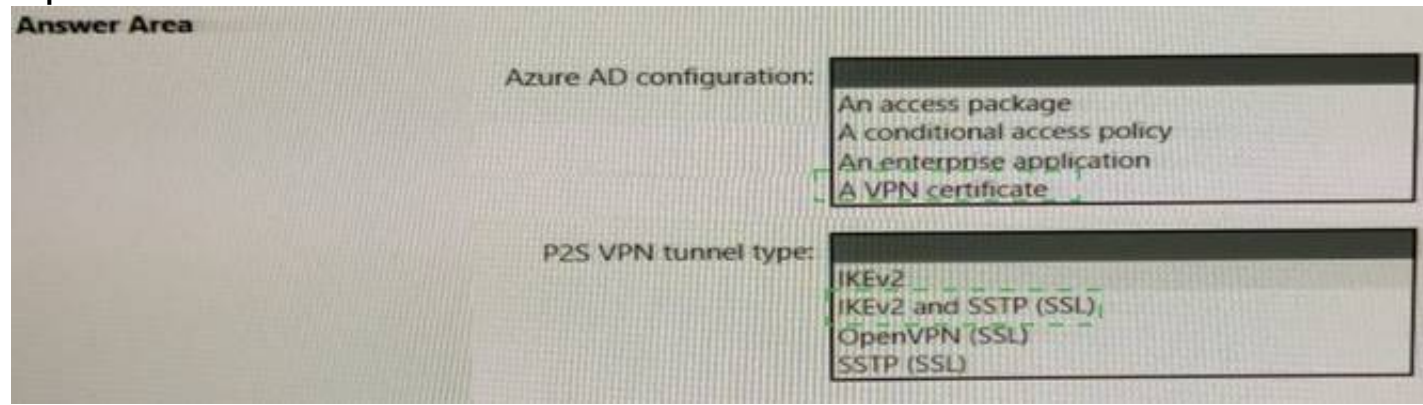 Answer Area
Azure AD configuration:
An access package
A conditional access policy
An enterprise application
A VPN certificate
P2S VPN tunnel type:
IKEv2
IKEv2 and SSTP (SSL)
OpenVPN (SSL)
SSTP (SSL)